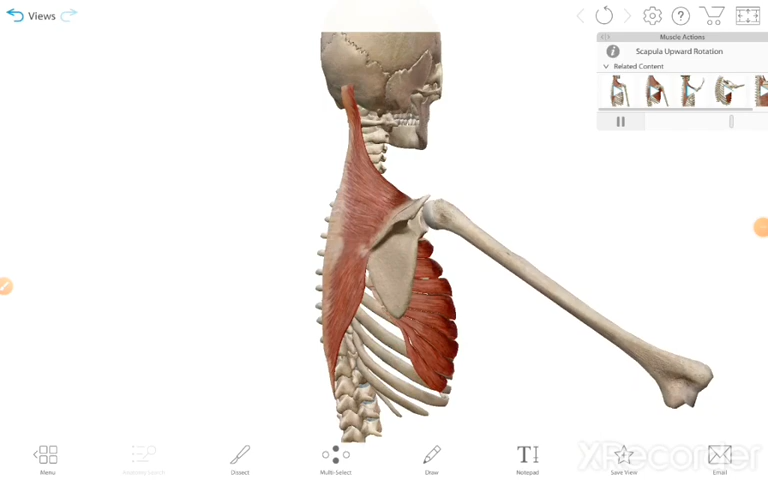 Views
Muscle Actions
Scapula Upward Rotation
Related Content
Menu
Dissect
Multi-Select
Draw
Notepad
Save View
Email
XRecorder